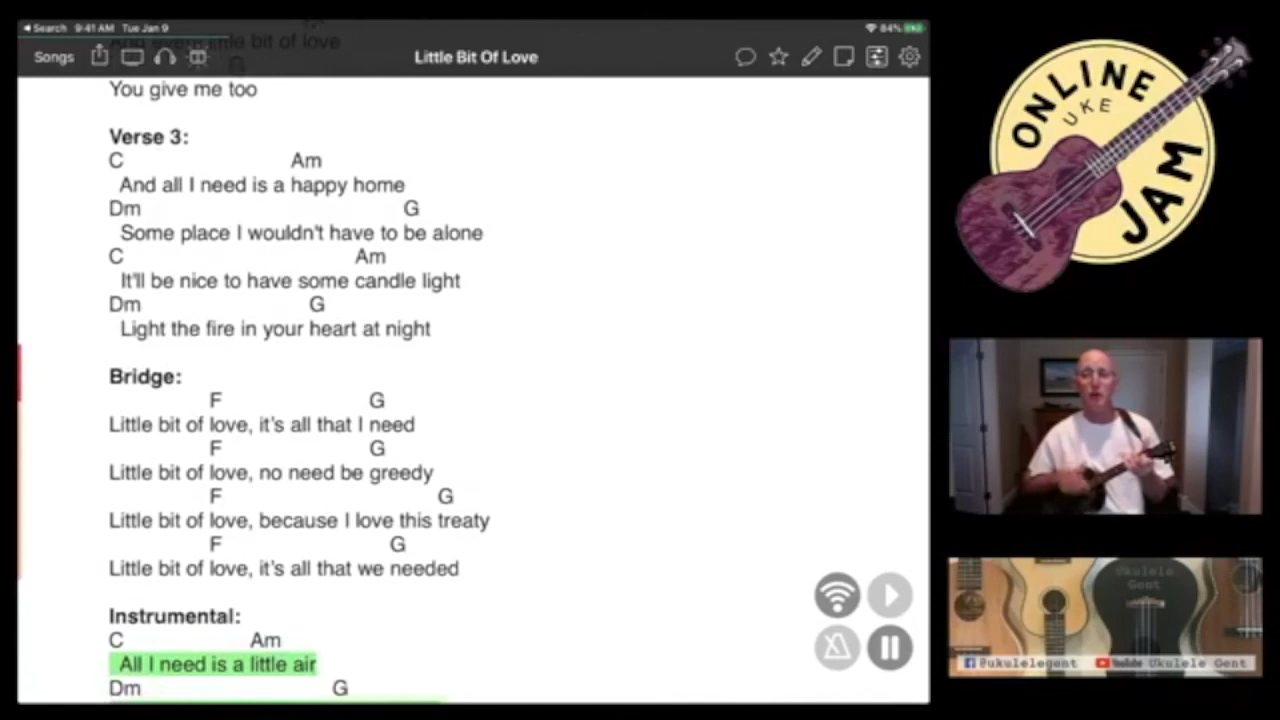 Search 9:41 AM Tue Jan 9 84%
Songs Little Bit Of Love
You give me too
Verse 3:
C Am
And all I need is a happy home
Dm G
Some place I wouldn't have to be alone
C Am
It'll be nice to have some candle light
Dm G
Light the fire in your heart at night
Bridge:
F G
Little bit of love, it's all that I need
F G
Little bit of love, no need be greedy
F G
Little bit of love, because I love this treaty
F G
Little bit of love, it's all that we needed
Instrumental:
C Am
All I need is a little air
Dm G
ONLINE
UKE
JAM
Ukulele
Gent
@ukulelegent YouTube Ukulele Gent